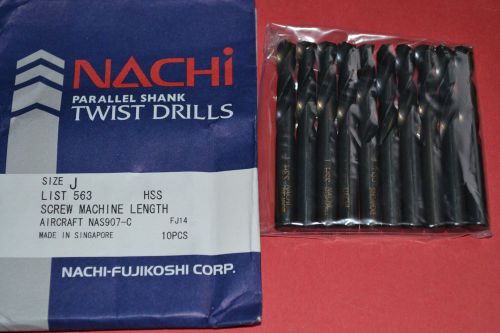 NACHi
PARALLEL SHANK
TWIST DRILLS
SIZE J
LIST 563 HSS
SCREW MACHINE LENGTH
AIRCRAFT NAS907-C FJ14
MADE IN SINGAPORE 10PCS
NACHI-FUJIKOSHI CORP.